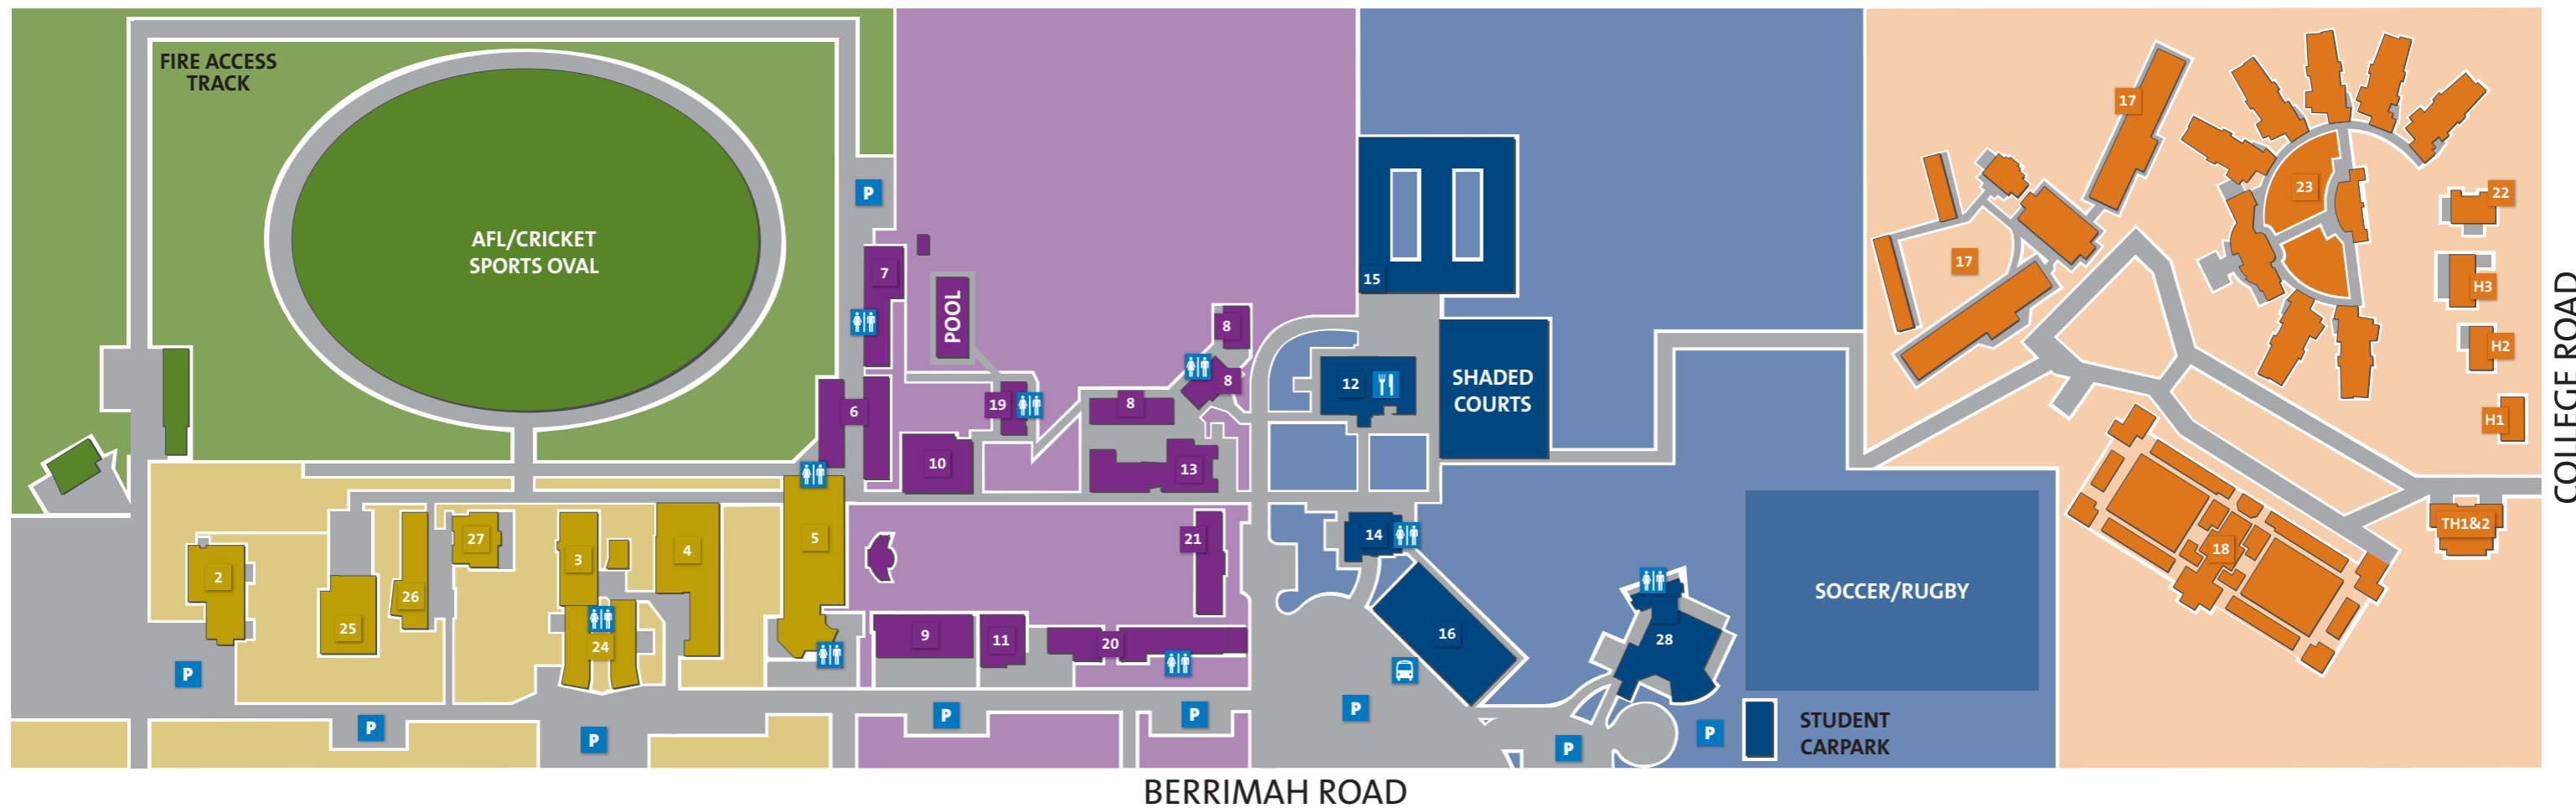 FIRE ACCESS
TRACK
AFL/CRICKET
SPORTS OVAL
P
7
POOL
6
19
10
8
8
8
13
15
12
SHADED
COURTS
17
17
23
22
H3
H2
H1
COLLEGE ROAD
TH1&2
18
2
25
26
27
3
24
4
5
21
9
11
20
14
16
28
SOCCER/RUGBY
STUDENT
CARPARK
P
P
P
P
P
P
P
P
BERRIMAH ROAD